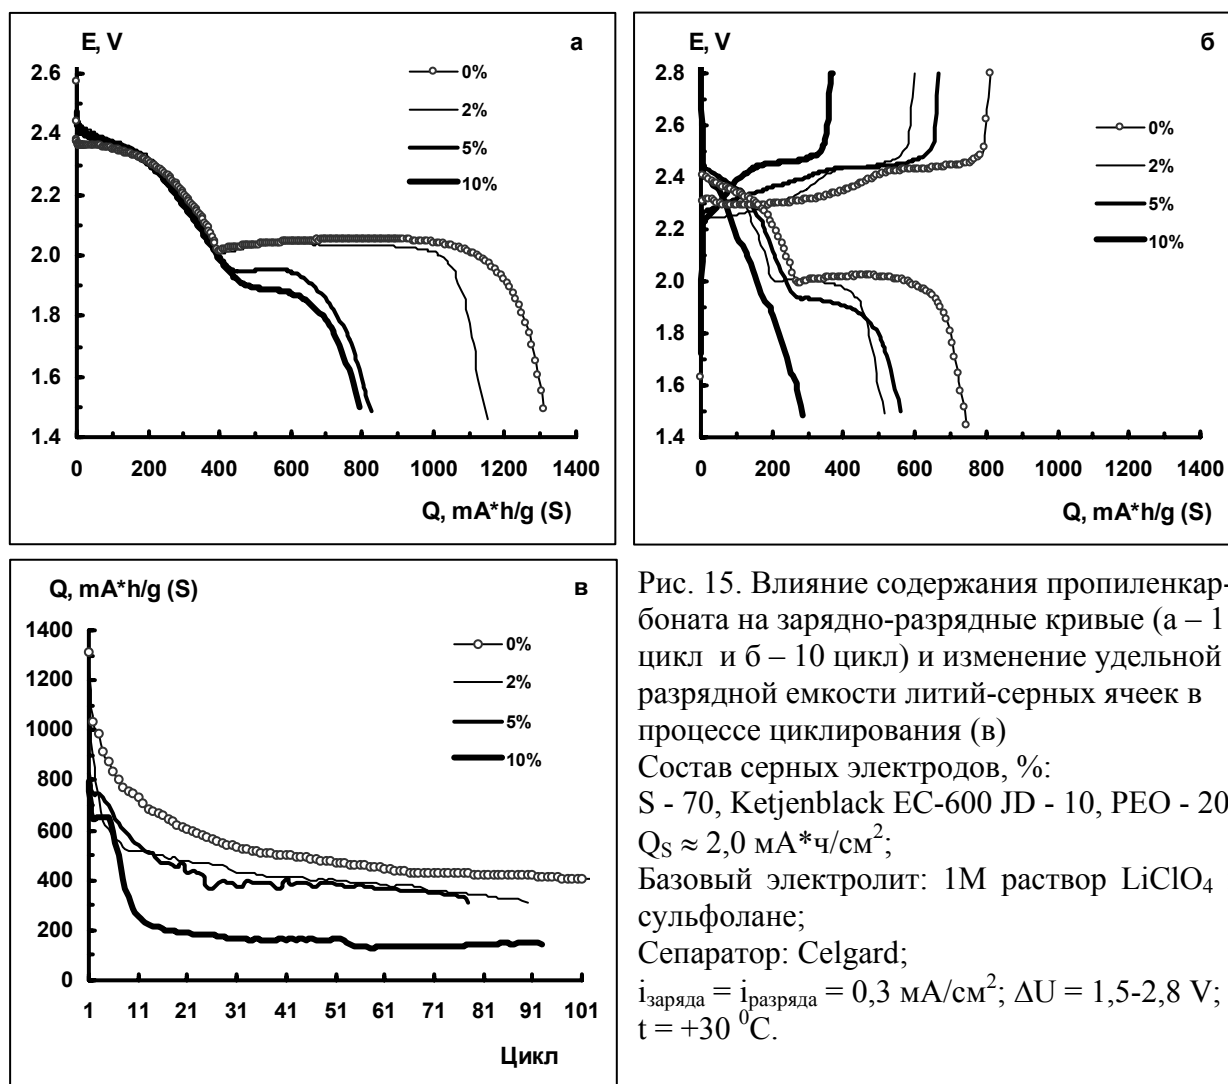 E, V
а
2.6
2.4
2.2
2.0
1.8
1.6
1.4
0 200 400 600 800 1000 1200 1400
Q, mA*h/g (S)
0%
2%
5%
10%
E, V
б
2.8
2.6
2.4
2.2
2.0
1.8
1.6
1.4
0 200 400 600 800 1000 1200 1400
Q, mA*h/g (S)
0%
2%
5%
10%
Q, mA*h/g (S)
в
1400
1200
1000
800
600
400
200
0
1 11 21 31 41 51 61 71 81 91 101
Цикл
0%
2%
5%
10%
Рис. 15. Влияние содержания пропиленкар-
боната на зарядно-разрядные кривые (а – 1
цикл и б – 10 цикл) и изменение удельной
разрядной емкости литий-серных ячеек в
процессе циклирования (в)
Состав серных электродов, %:
S - 70, Ketjenblack EC-600 JD - 10, PEO - 20
QS ≈ 2,0 мА*ч/см²;
Базовый электролит: 1М раствор LiClO4
сульфолане;
Сепаратор: Celgard;
iзаряда = iразряда = 0,3 мА/см²; ΔU = 1,5-2,8 V;
t = +30 ⁰C.